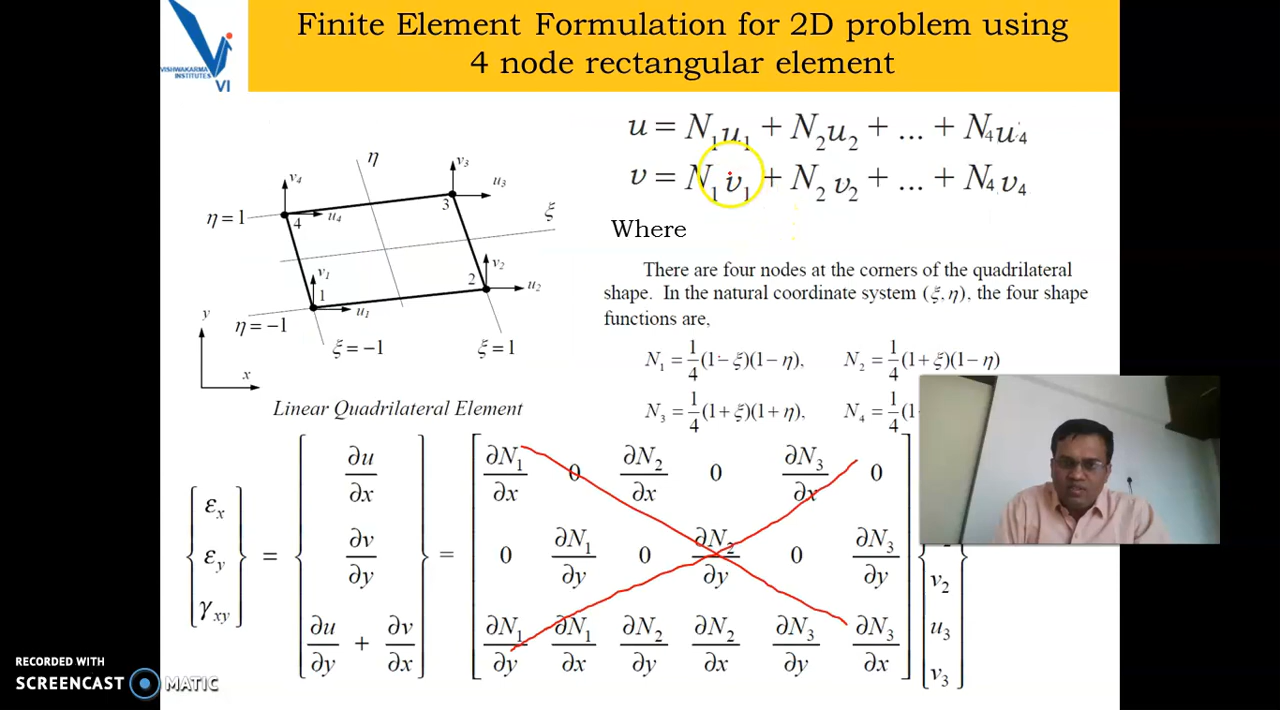 Finite Element Formulation for 2D problem using
4 node rectangular element
VISHWAKARMA
INSTITUTES
VI
u = N₁u₁ + N₂u₂ + ... + N₄u₄
v = N₁v₁ + N₂v₂ + ... + N₄v₄
Where
There are four nodes at the corners of the quadrilateral
shape. In the natural coordinate system (ξ, η), the four shape
functions are,
N₁ = 1/4 (1 − ξ)(1 − η), N₂ = 1/4 (1 + ξ)(1 − η)
N₃ = 1/4 (1 + ξ)(1 + η), N₄ = 1/4 (1
η
v₃
u₃
v₄
ξ
η = 1
4
u₄
3
v₁
2
v₂
1
u₁
u₂
y
η = −1
ξ = −1
ξ = 1
x
Linear Quadrilateral Element
εx
εy
γxy
=
∂u/∂x
∂v/∂y
∂u/∂y + ∂v/∂x
=
∂N₁/∂x 0 ∂N₂/∂x 0 ∂N₃/∂x 0
0 ∂N₁/∂y 0 ∂N₂/∂y 0 ∂N₃/∂y
∂N₁/∂y ∂N₁/∂x ∂N₂/∂y ∂N₂/∂x ∂N₃/∂y ∂N₃/∂x
v₂
u₃
v₃
RECORDED WITH
SCREENCAST MATIC